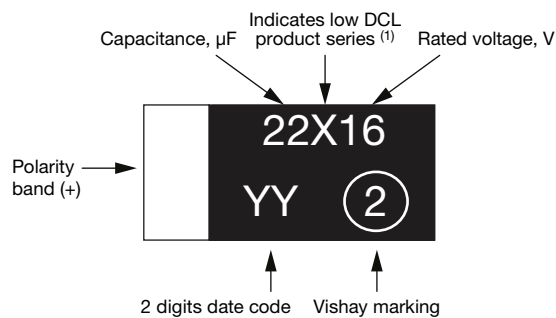 Indicates low DCL
Capacitance, µF product series (1) Rated voltage, V
22X16
Polarity
band (+)
YY 2
2 digits date code Vishay marking